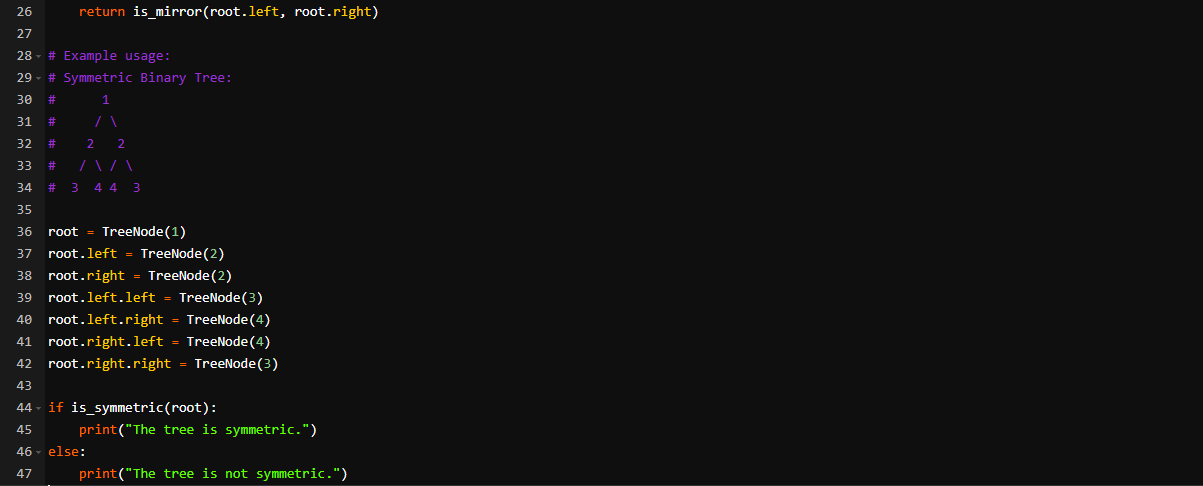 26     return is_mirror(root.left, root.right)
27
28 # Example usage:
29 # Symmetric Binary Tree:
30 #      1
31 #     / \
32 #    2   2
33 #   / \ / \
34 #  3  4 4  3
35
36 root = TreeNode(1)
37 root.left = TreeNode(2)
38 root.right = TreeNode(2)
39 root.left.left = TreeNode(3)
40 root.left.right = TreeNode(4)
41 root.right.left = TreeNode(4)
42 root.right.right = TreeNode(3)
43
44 if is_symmetric(root):
45     print("The tree is symmetric.")
46 else:
47     print("The tree is not symmetric.")